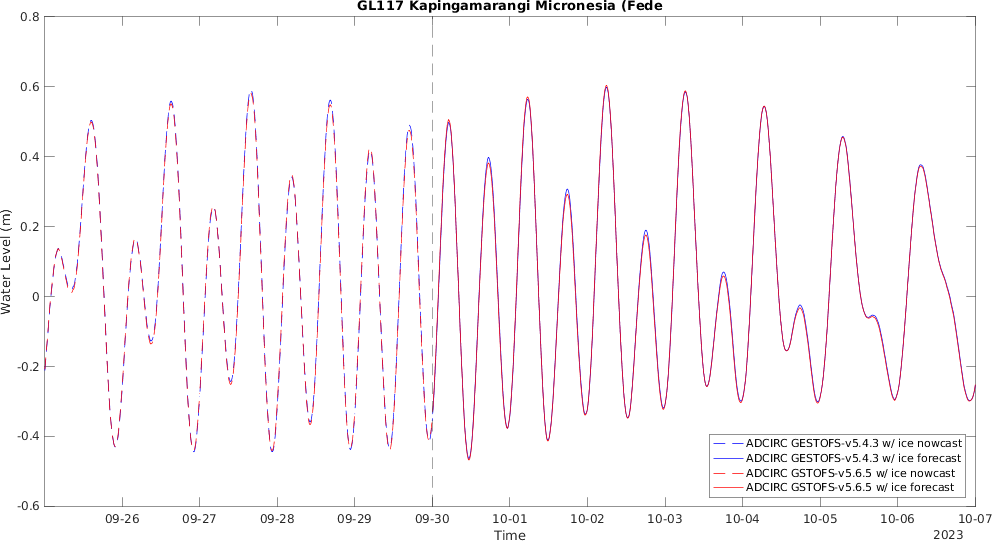 GL117 Kapingamarangi Micronesia (Fede
0.8
0.6
0.4
0.2
0
-0.2
-0.4
-0.6
Water Level (m)
ADCIRC GESTOFS-v5.4.3 w/ ice nowcast
ADCIRC GESTOFS-v5.4.3 w/ ice forecast
ADCIRC GSTOFS-v5.6.5 w/ ice nowcast
ADCIRC GSTOFS-v5.6.5 w/ ice forecast
09-26 09-27 09-28 09-29 09-30 10-01 10-02 10-03 10-04 10-05 10-06 10-07
Time
2023